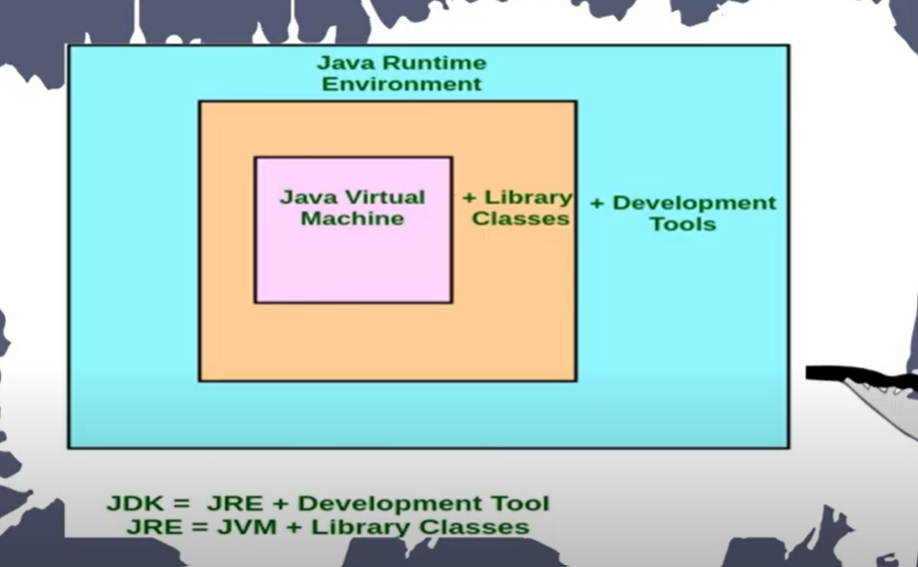 Java Runtime
Environment
Java Virtual
Machine
+ Library
Classes
+ Development
Tools
JDK = JRE + Development Tool
JRE = JVM + Library Classes